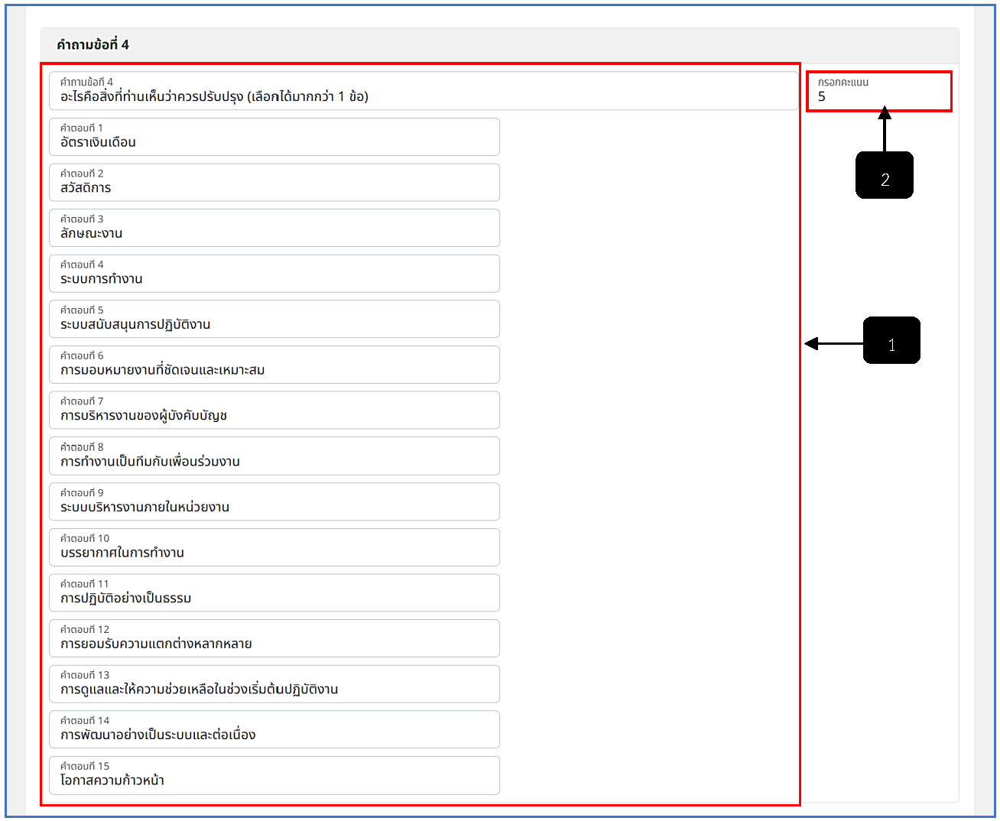 คำถามข้อที่ 4
คำถามข้อที่ 4
อะไรคือสิ่งที่ท่านเห็นว่าควรปรับปรุง (เลือกได้มากกว่า 1 ข้อ)
กรอกคะแนน
5
คำตอบที่ 1
อัตราเงินเดือน
2
คำตอบที่ 2
สวัสดิการ
คำตอบที่ 3
ลักษณะงาน
คำตอบที่ 4
ระบบการทำงาน
คำตอบที่ 5
ระบบสนับสนุนการปฏิบัติงาน
1
คำตอบที่ 6
การมอบหมายงานที่ชัดเจนและเหมาะสม
คำตอบที่ 7
การบริหารงานของผู้บังคับบัญช
คำตอบที่ 8
การทำงานเป็นทีมกับเพื่อนร่วมงาน
คำตอบที่ 9
ระบบบริหารงานภายในหน่วยงาน
คำตอบที่ 10
บรรยากาศในการทำงาน
คำตอบที่ 11
การปฏิบัติอย่างเป็นธรรม
คำตอบที่ 12
การยอมรับความแตกต่างหลากหลาย
คำตอบที่ 13
การดูแลและให้ความช่วยเหลือในช่วงเริ่มต้นปฏิบัติงาน
คำตอบที่ 14
การพัฒนาอย่างเป็นระบบและต่อเนื่อง
คำตอบที่ 15
โอกาสความก้าวหน้า